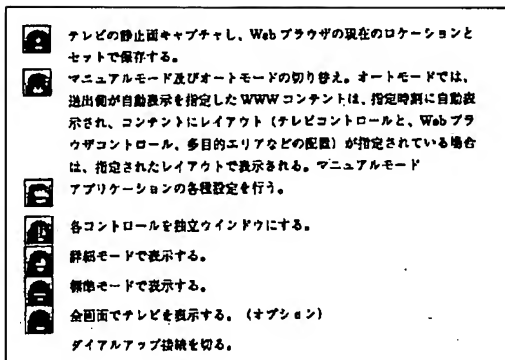 テレビの静止画キャプチャし、Web ブラウザの現在のロケーションと
セットで保存する。
マニュアルモード及びオートモードの切り替え。オートモードでは、
送出側が自動表示を指定した WWW コンテントは、指定時刻に自動表
示され、コンテントにレイアウト（テレビコントロールと、Web ブラ
ウザコントロール、多目的エリアなどの配置）が指定されている場合
は、指定されたレイアウトで表示される。マニュアルモード
アプリケーションの各種設定を行う。
各コントロールを独立ウインドウにする。
詳細モードで表示する。
標準モードで表示する。
全画面でテレビを表示する。（オプション）
ダイアルアップ接続を切る。